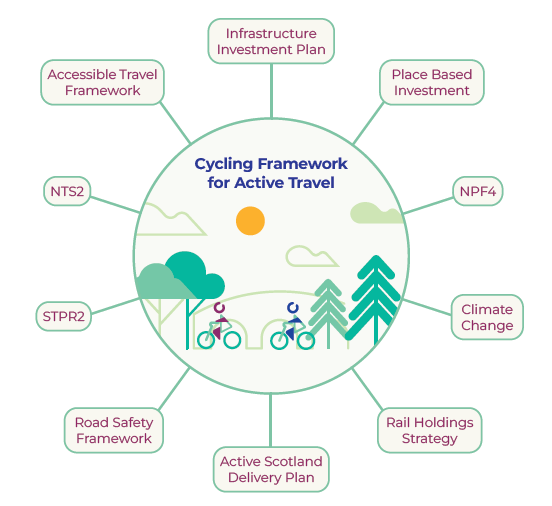 Infrastructure
Investment Plan
Accessible Travel
Framework
Place Based
Investment
Cycling Framework
for Active Travel
NTS2
NPF4
STPR2
Climate
Change
Road Safety
Framework
Rail Holdings
Strategy
Active Scotland
Delivery Plan